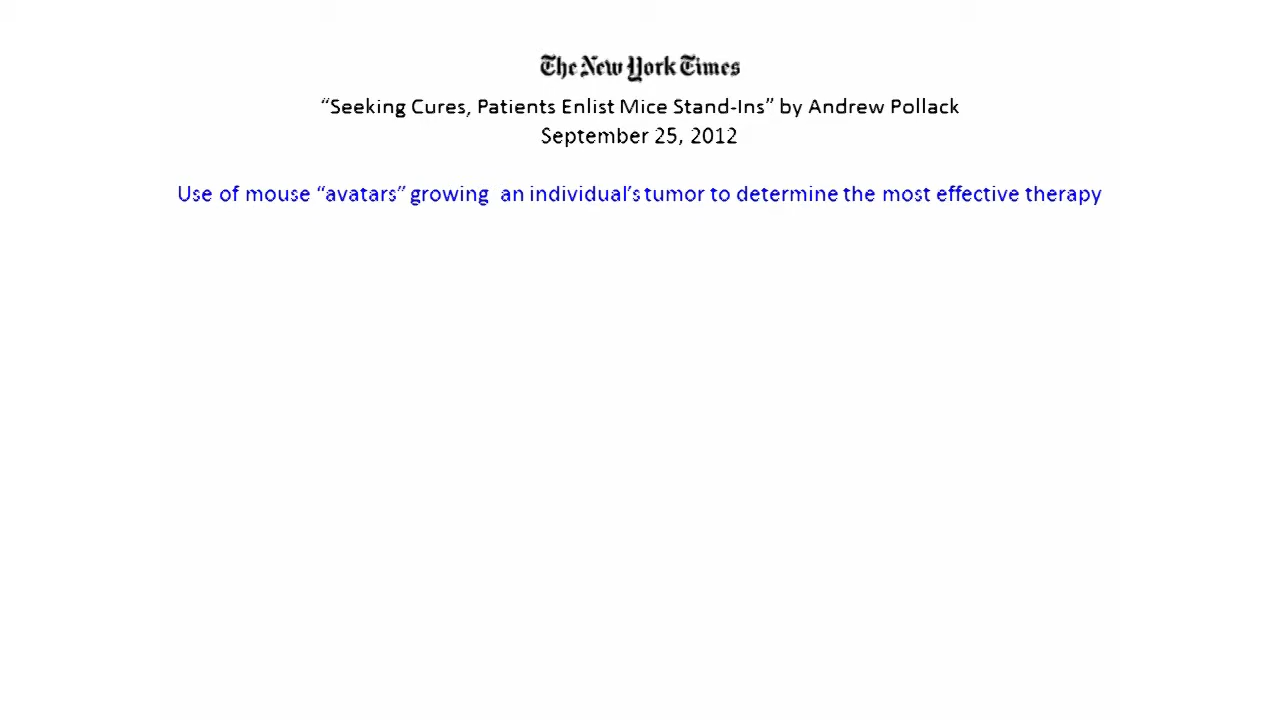 The New York Times
“Seeking Cures, Patients Enlist Mice Stand-Ins” by Andrew Pollack
September 25, 2012
Use of mouse “avatars” growing  an individual’s tumor to determine the most effective therapy